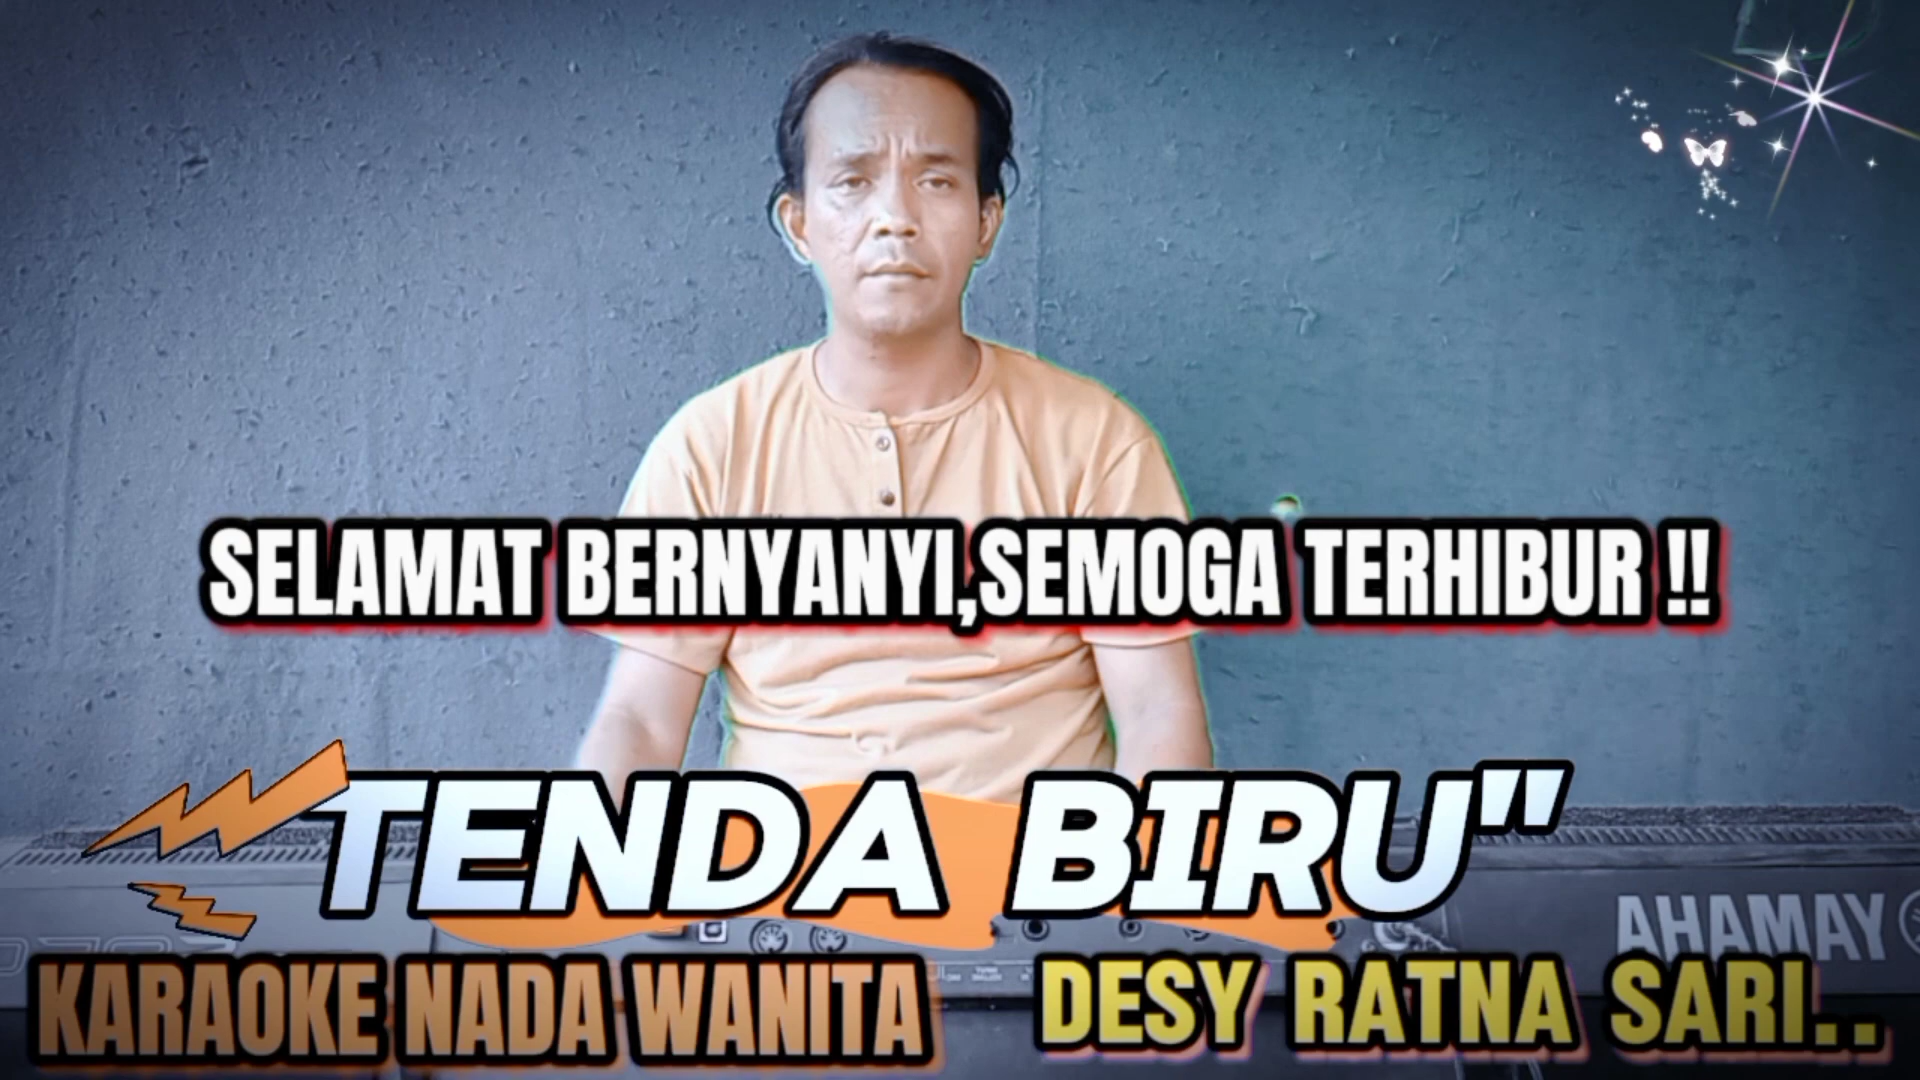 SELAMAT BERNYANYI,SEMOGA TERHIBUR !!
TENDA BIRU"
AHAMAY
KARAOKE NADA WANITA
DESY RATNA SARI..